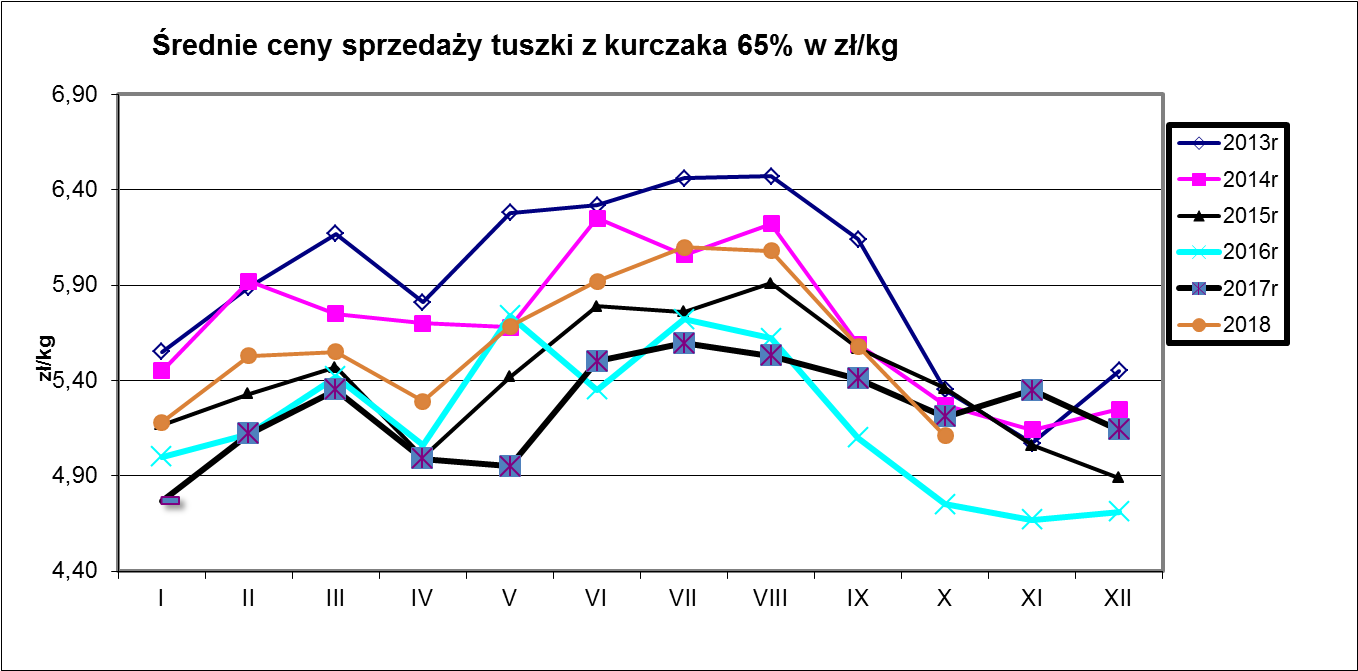 Średnie ceny sprzedaży tuszki z kurczaka 65% w zł/kg
6,90
6,40
5,90
5,40
4,90
4,40
zł/kg
I II III IV V VI VII VIII IX X XI XII
2013r
2014r
2015r
2016r
2017r
2018